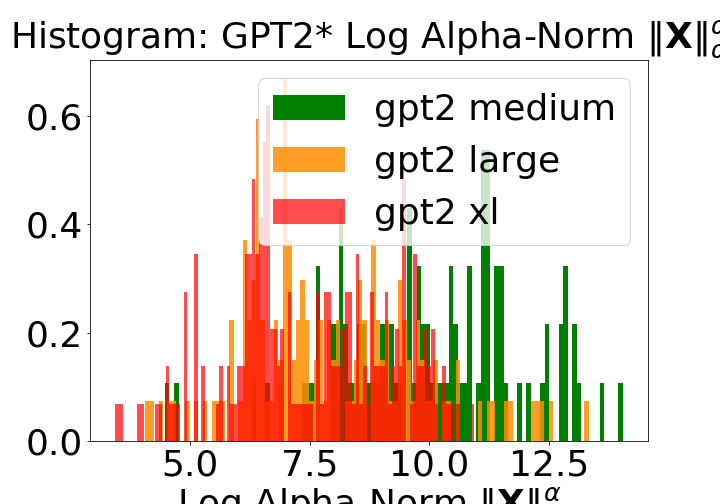 Histogram: GPT2* Log Alpha-Norm ‖X‖α
0.6
0.4
0.2
0.0
gpt2 medium
gpt2 large
gpt2 xl
5.0 7.5 10.0 12.5
Log Alpha Norm ‖X‖α